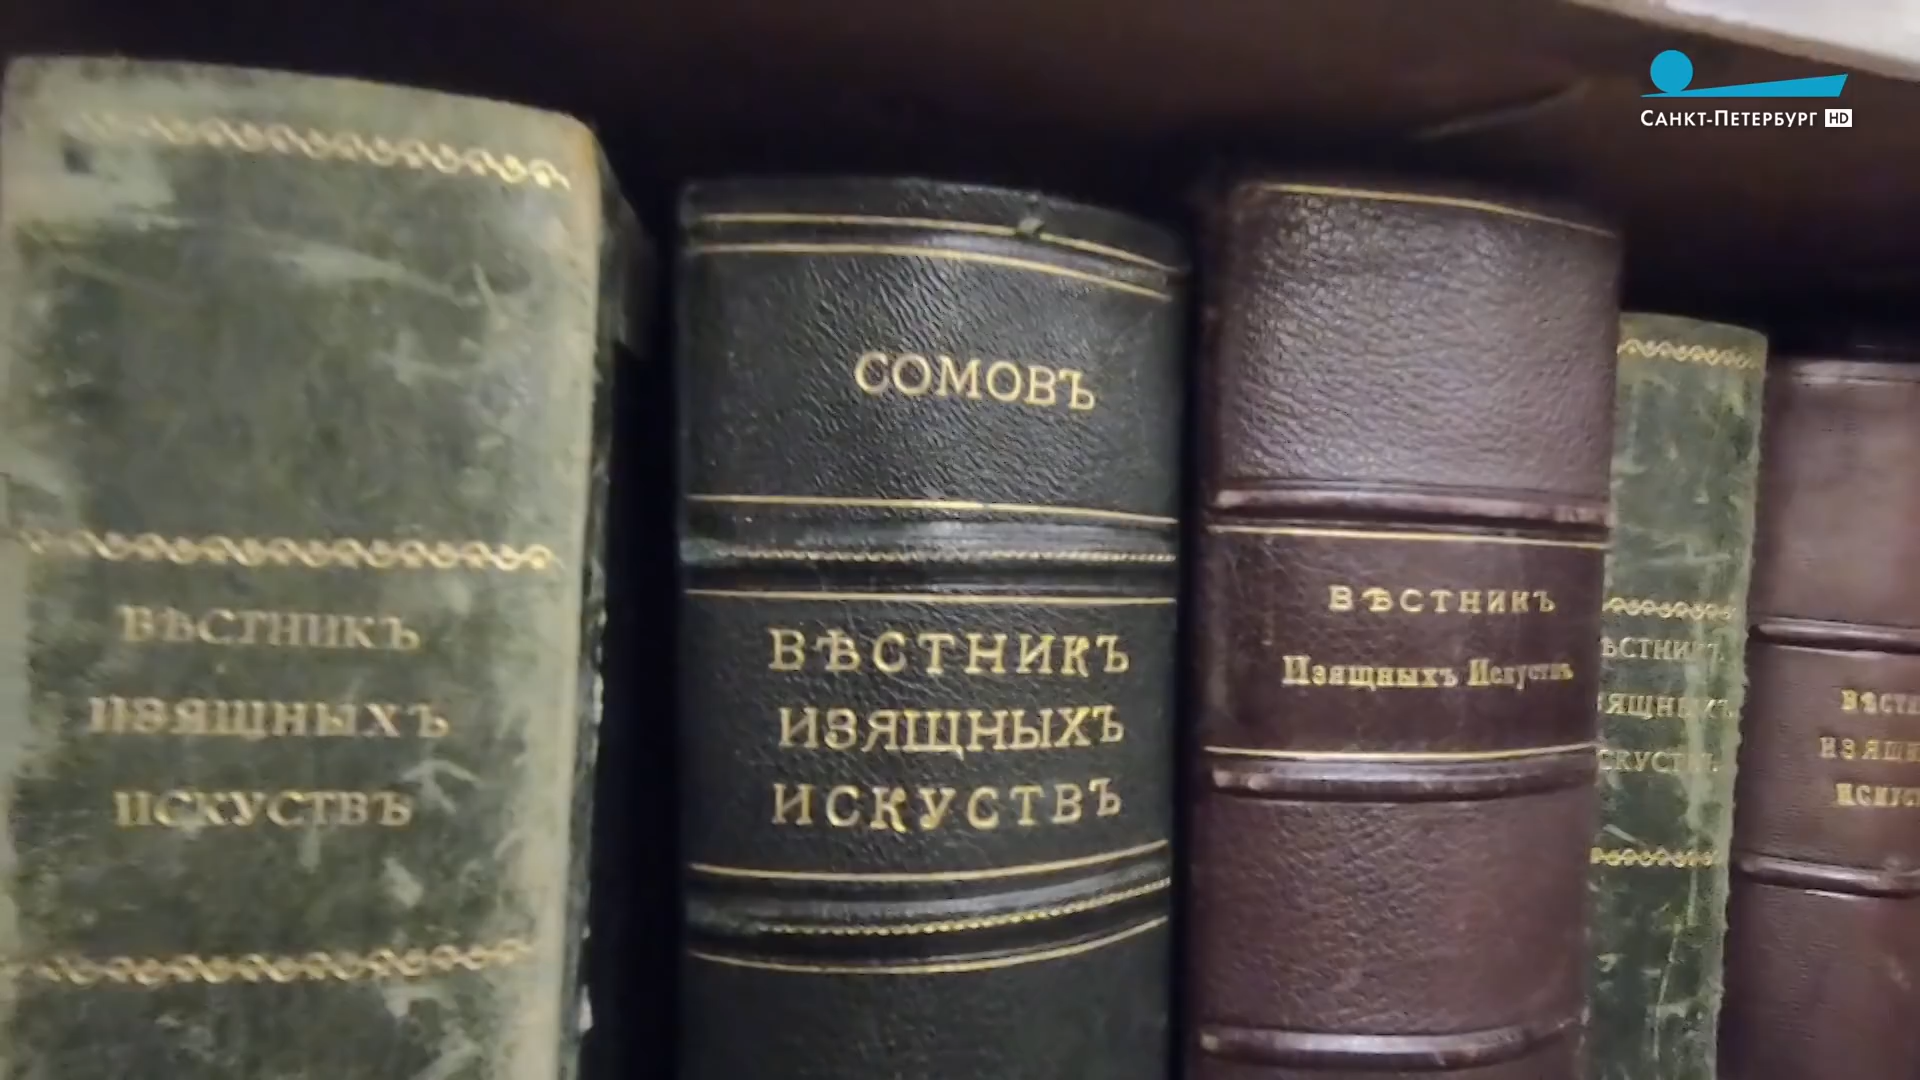 САНКТ-ПЕТЕРБУРГ HD
ВѢСТНИКЪ
ИЗЯЩНЫХЪ
ИСКУСТВЪ
СОМОВЪ
ВѢСТНИКЪ
ИЗЯЩНЫХЪ
ИСКУСТВЪ
ВѢСТНИКЪ
Изящныхъ Искуствъ